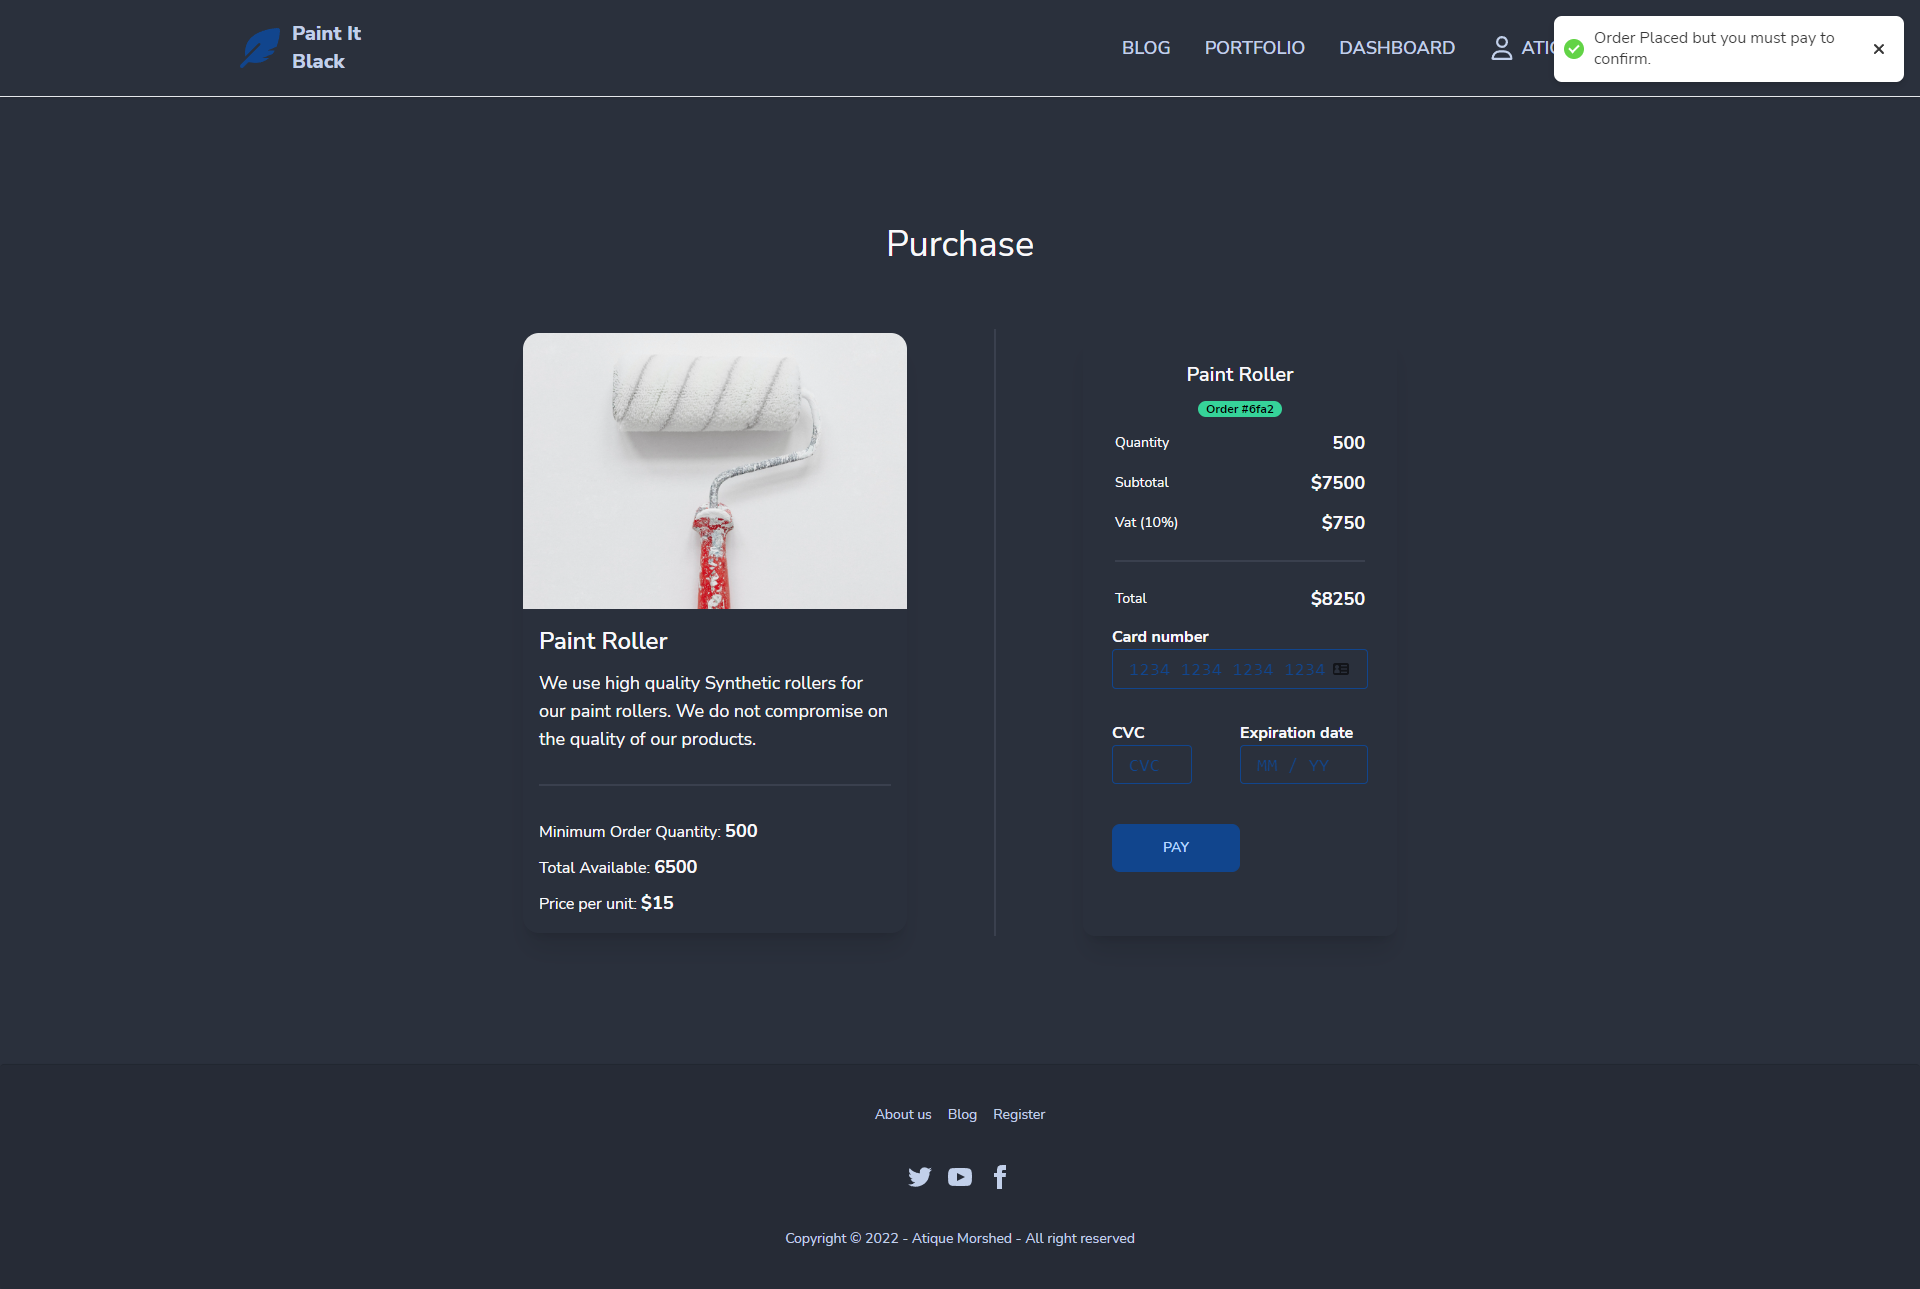 Paint It
Black
BLOG
PORTFOLIO
DASHBOARD
Order Placed but you must pay to
confirm.
Purchase
Paint Roller
We use high quality Synthetic rollers for
our paint rollers. We do not compromise on
the quality of our products.
Minimum Order Quantity: 500
Total Available: 6500
Price per unit: $15
Paint Roller
Order #6fa2
Quantity 500
Subtotal $7500
Vat (10%) $750
Total $8250
Card number
1234 1234 1234 1234
CVC Expiration date
CVC MM / YY
PAY
About us Blog Register
Copyright © 2022 - Atique Morshed - All right reserved